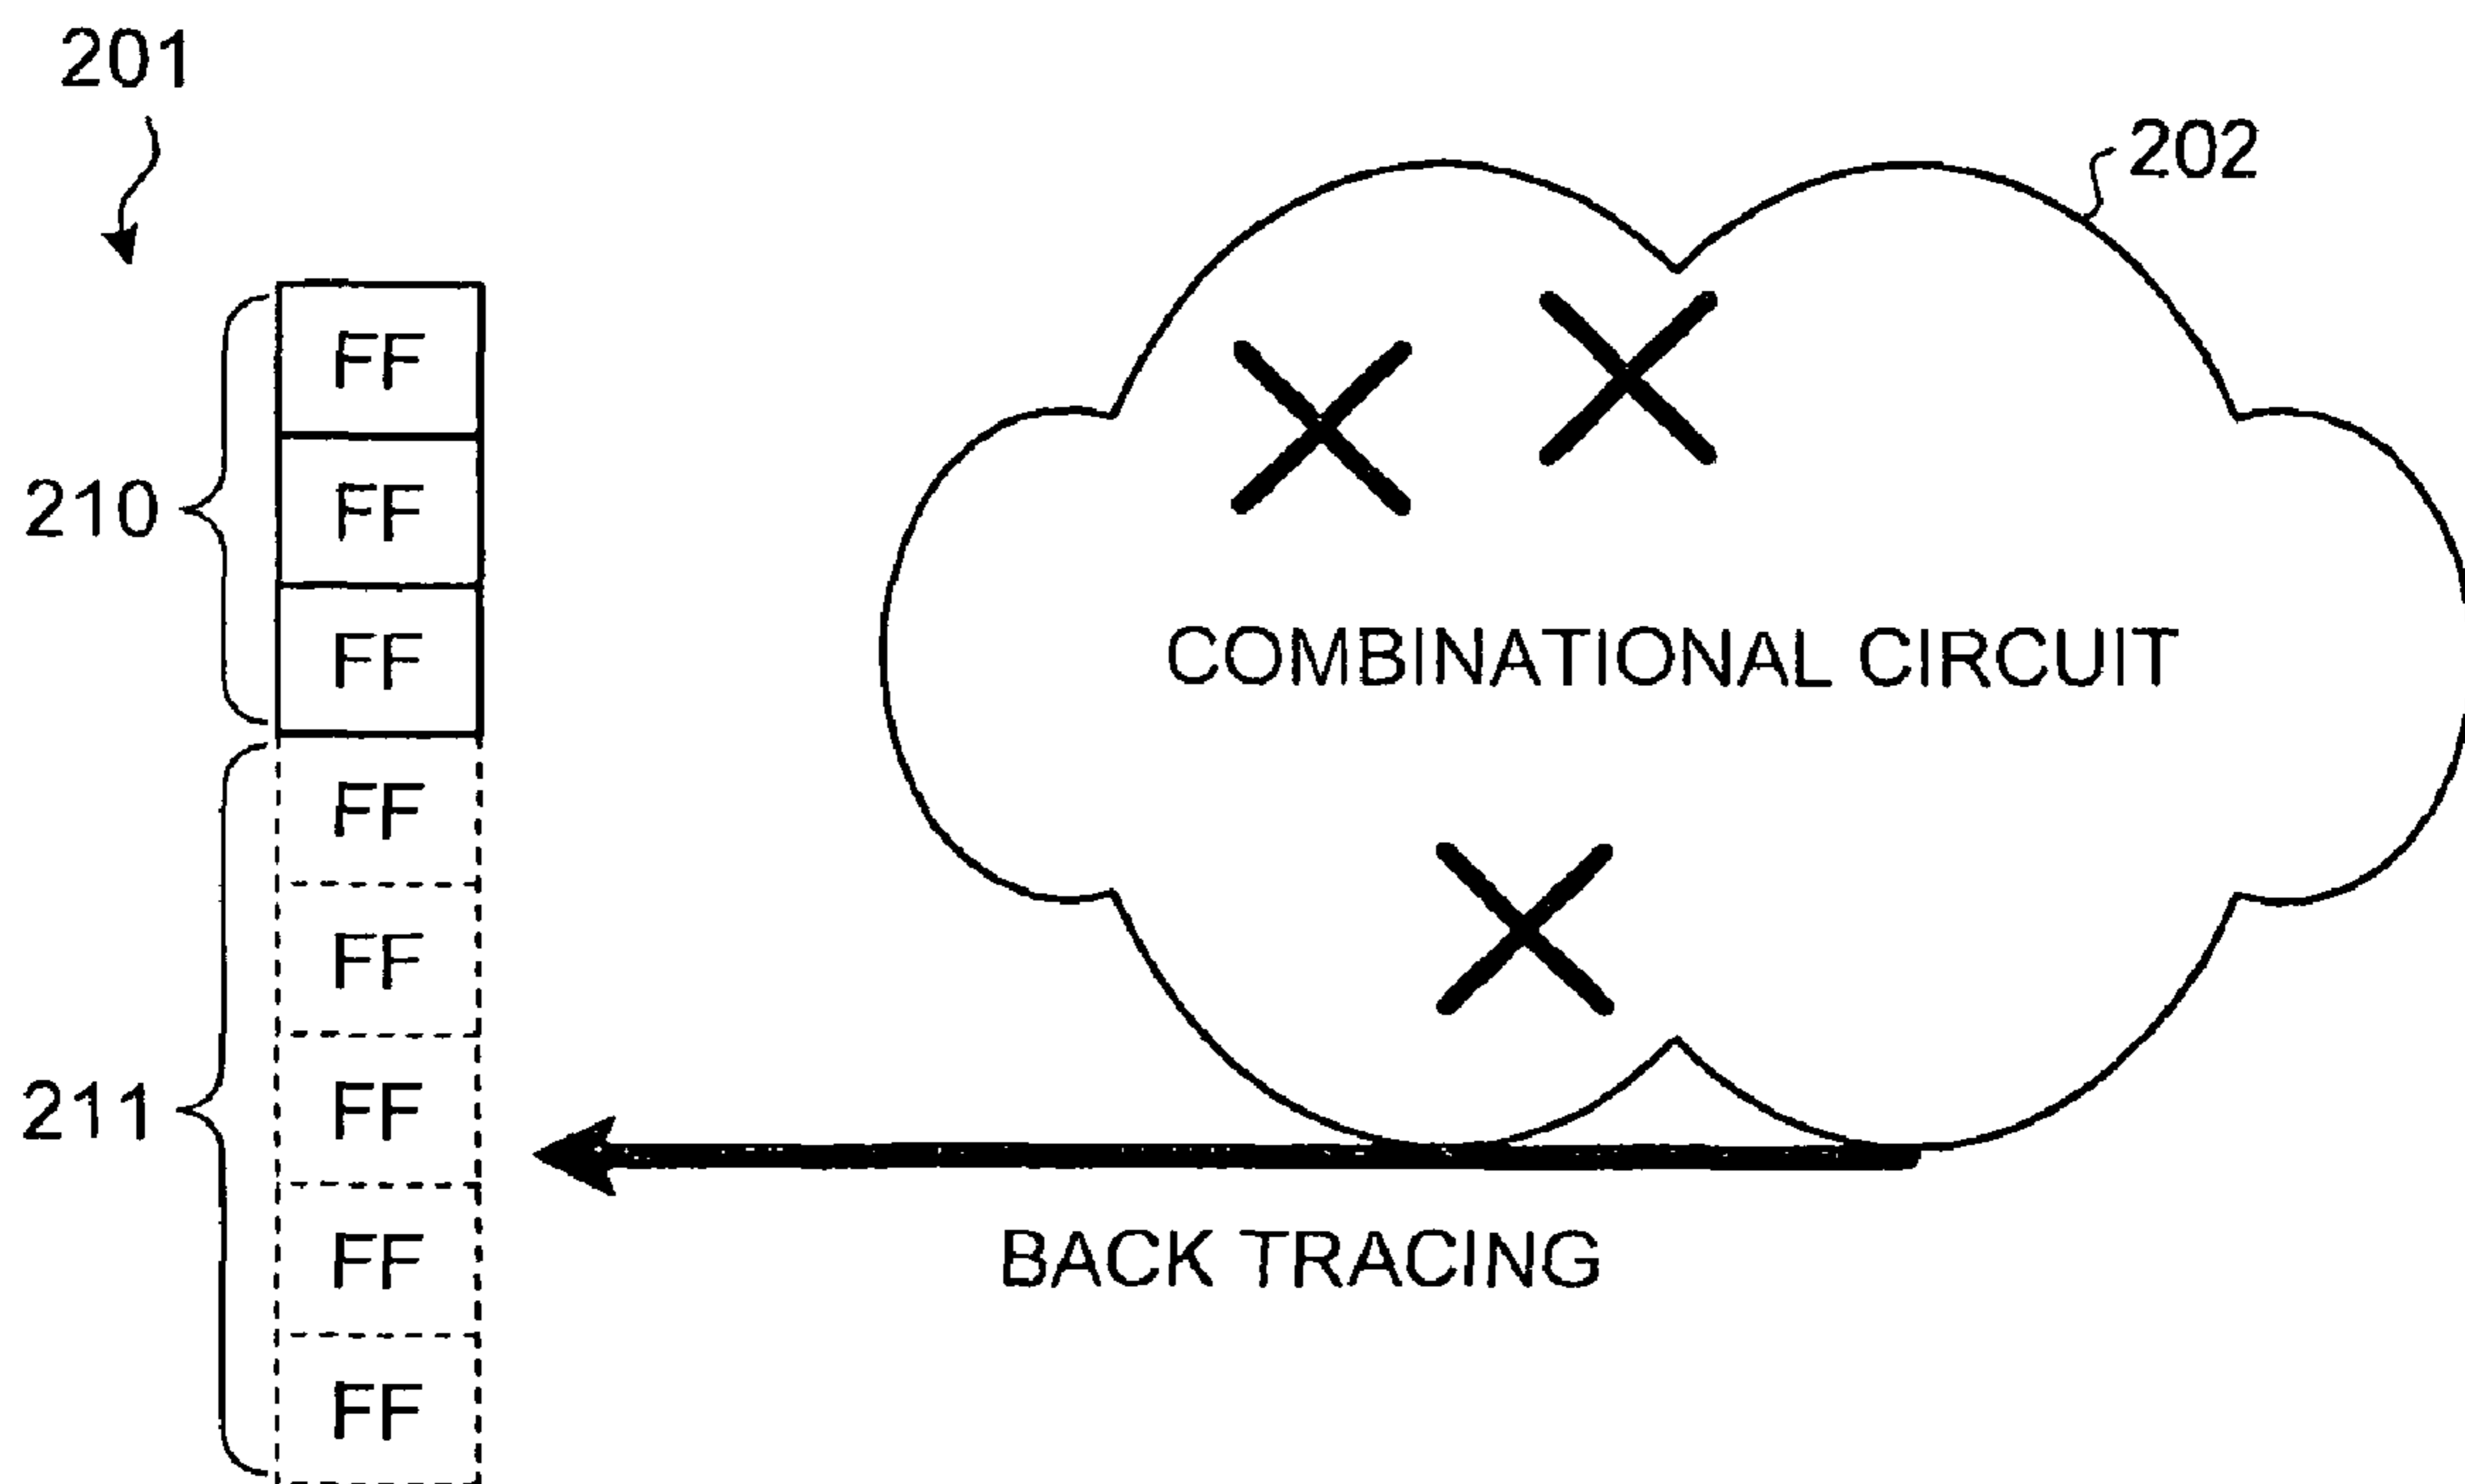 201
202
FF
FF
210
FF
COMBINATIONAL CIRCUIT
FF
FF
211
FF
FF
BACK TRACING
FF